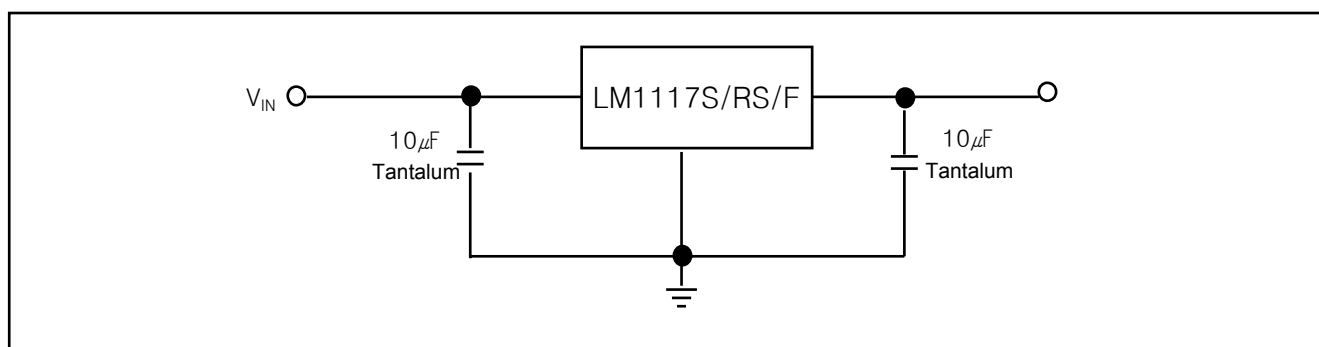 V_IN
LM1117S/RS/F
10㎌
Tantalum
10㎌
Tantalum